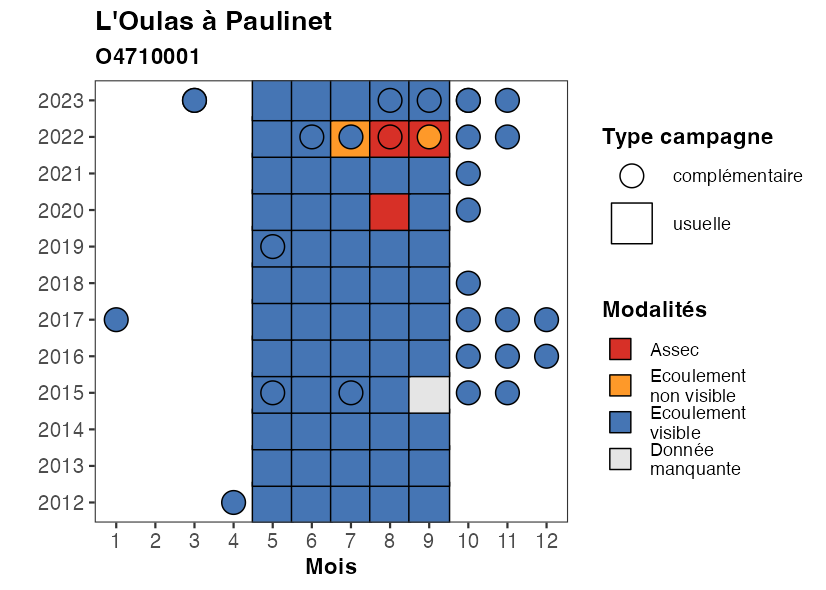 L'Oulas à Paulinet
O4710001
2023
2022
2021
2020
2019
2018
2017
2016
2015
2014
2013
2012
1 2 3 4 5 6 7 8 9 10 11 12
Mois
Type campagne
complémentaire
usuelle
Modalités
Assec
Ecoulement
non visible
Ecoulement
visible
Donnée
manquante